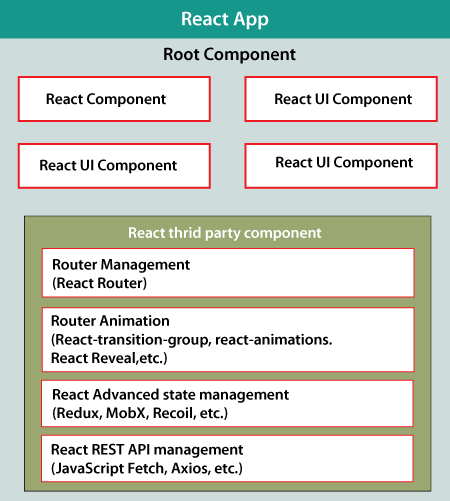 React App
Root Component
React Component
React UI Component
React UI Component
React UI Component
React thrid party component
Router Management
(React Router)
Router Animation
(React-transition-group, react-animations.
React Reveal,etc.)
React Advanced state management
(Redux, MobX, Recoil, etc.)
React REST API management
(JavaScript Fetch, Axios, etc.)